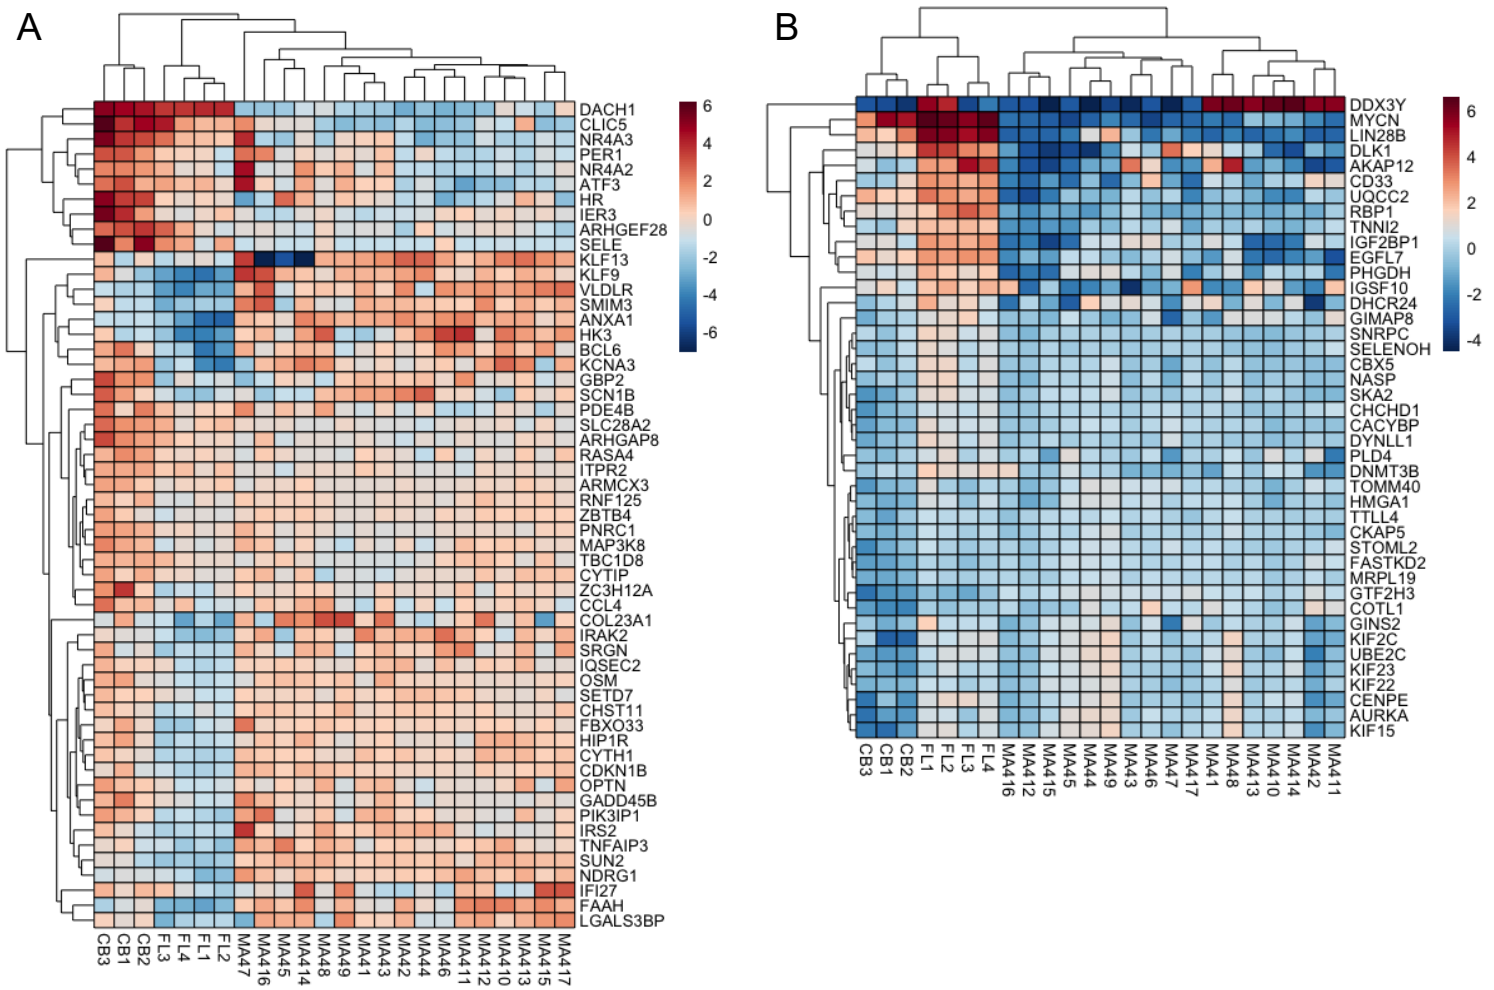 A
DACH1
CLIC5
NR4A3
PER1
NR4A2
ATF3
HR
IER3
ARHGEF28
SELE
KLF13
KLF9
VLDLR
SMIM3
ANXA1
HK3
BCL6
KCNA3
GBP2
SCN1B
PDE4B
SLC28A2
ARHGAP8
RASA4
ITPR2
ARMCX3
RNF125
ZBTB4
PNRC1
MAP3K8
TBC1D8
CYTIP
ZC3H12A
CCL4
COL23A1
IRAK2
SRGN
IQSEC2
OSM
SETD7
CHST11
FBXO33
HIP1R
CYTH1
CDKN1B
OPTN
GADD45B
PIK3IP1
IRS2
TNFAIP3
SUN2
NDRG1
IFI27
FAAH
LGALS3BP
6
4
2
0
-2
-4
-6
CB3
CB1
CB2
FL3
FL4
FL1
FL2
MA47
MA416
MA45
MA414
MA48
MA49
MA41
MA43
MA42
MA44
MA46
MA411
MA412
MA410
MA413
MA415
MA417
B
DDX3Y
MYCN
LIN28B
DLK1
AKAP12
CD33
UQCC2
RBP1
TNNI2
IGF2BP1
EGFL7
PHGDH
IGSF10
DHCR24
GIMAP8
SNRPC
SELENOH
CBX5
NASP
SKA2
CHCHD1
CACYBP
DYNLL1
PLD4
DNMT3B
TOMM40
HMGA1
TTLL4
CKAP5
STOML2
FASTKD2
MRPL19
GTF2H3
COTL1
GINS2
KIF2C
UBE2C
KIF23
KIF22
CENPE
AURKA
KIF15
6
4
2
0
-2
-4
CB3
CB1
CB2
FL1
FL2
FL3
FL4
MA416
MA412
MA415
MA45
MA44
MA49
MA43
MA46
MA47
MA417
MA41
MA48
MA413
MA410
MA414
MA42
MA411